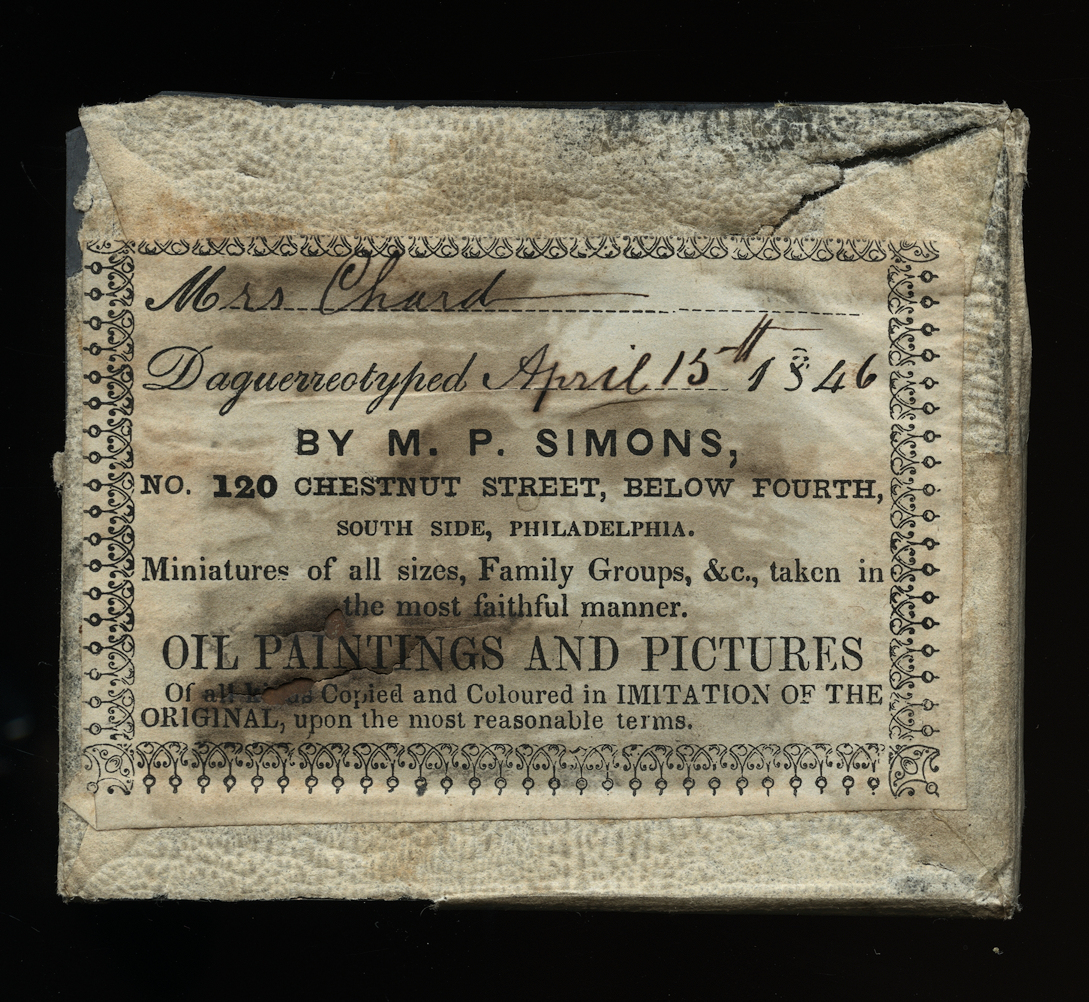 Mrs Chard
Daguerreotyped April 15th 1846
BY M. P. SIMONS,
NO. 120 CHESTNUT STREET, BELOW FOURTH,
SOUTH SIDE, PHILADELPHIA.
Miniatures of all sizes, Family Groups, &c., taken in
the most faithful manner.
OIL PAINTINGS AND PICTURES
Of all Copied and Coloured in IMITATION OF THE
ORIGINAL, upon the most reasonable terms.